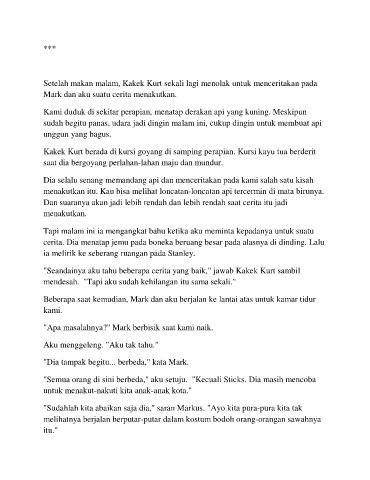 ***
Setelah makan malam, Kakek Kurt sekali lagi menolak untuk menceritakan pada
Mark dan aku suatu cerita menakutkan.
Kami duduk di sekitar perapian, menatap derakan api yang kuning. Meskipun
sudah begitu panas, udara jadi dingin malam ini, cukup dingin untuk membuat api
unggun yang bagus.
Kakek Kurt berada di kursi goyang di samping perapian. Kursi kayu tua berderit
saat dia bergoyang perlahan-lahan maju dan mundur.
Dia selalu senang memandang api dan menceritakan pada kami salah satu kisah
menakutkan itu. Kau bisa melihat loncatan-loncatan api tercermin di mata birunya.
Dan suaranya akan jadi lebih rendah dan lebih rendah saat cerita itu jadi
menakutkan.
Tapi malam ini ia mengangkat bahu ketika aku meminta kepadanya untuk suatu
cerita. Dia menatap jemu pada boneka beruang besar pada alasnya di dinding. Lalu
ia melirik ke seberang ruangan pada Stanley.
"Seandainya aku tahu beberapa cerita yang baik," jawab Kakek Kurt sambil
mendesah.  "Tapi aku sudah kehilangan itu sama sekali."
Beberapa saat kemudian, Mark dan aku berjalan ke lantai atas untuk kamar tidur
kami.
"Apa masalahnya?" Mark berbisik saat kami naik.
Aku menggeleng. "Aku tak tahu."
"Dia tampak begitu... berbeda," kata Mark.
"Semua orang di sini berbeda," aku setuju.  "Kecuali Sticks. Dia masih mencoba
untuk menakut-nakuti kita anak-anak kota."
"Sudahlah kita abaikan saja dia," saran Markus. "Ayo kita pura-pura kita tak
melihatnya berjalan berputar-putar dalam kostum bodoh orang-orangan sawahnya
itu."